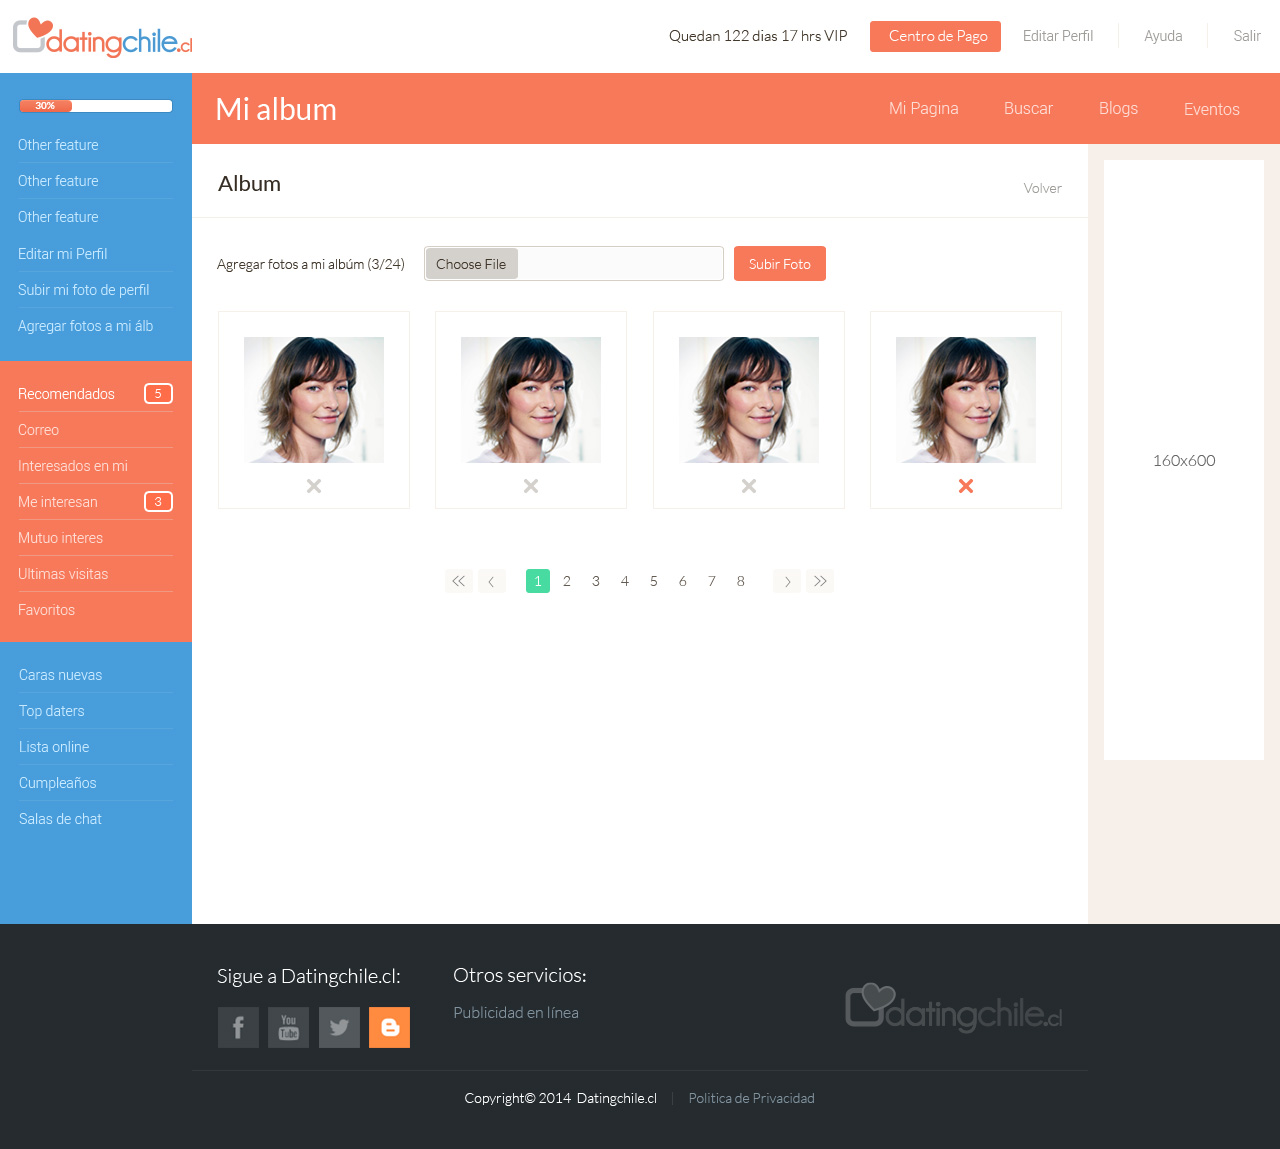 datingchile.cl
Quedan 122 dias 17 hrs VIP
Centro de Pago
Editar Perfil
Ayuda
Salir
30%
Other feature
Other feature
Other feature
Editar mi Perfil
Subir mi foto de perfil
Agregar fotos a mi álb
Recomendados 5
Correo
Interesados en mi
Me interesan 3
Mutuo interes
Ultimas visitas
Favoritos
Caras nuevas
Top daters
Lista online
Cumpleaños
Salas de chat
Mi album
Mi Pagina
Buscar
Blogs
Eventos
Album
Volver
Agregar fotos a mi albúm (3/24)
Choose File
Subir Foto
1 2 3 4 5 6 7 8
160x600
Sigue a Datingchile.cl:
You
Tube
Otros servicios:
Publicidad en línea
datingchile.cl
Copyright© 2014 Datingchile.cl | Politica de Privacidad